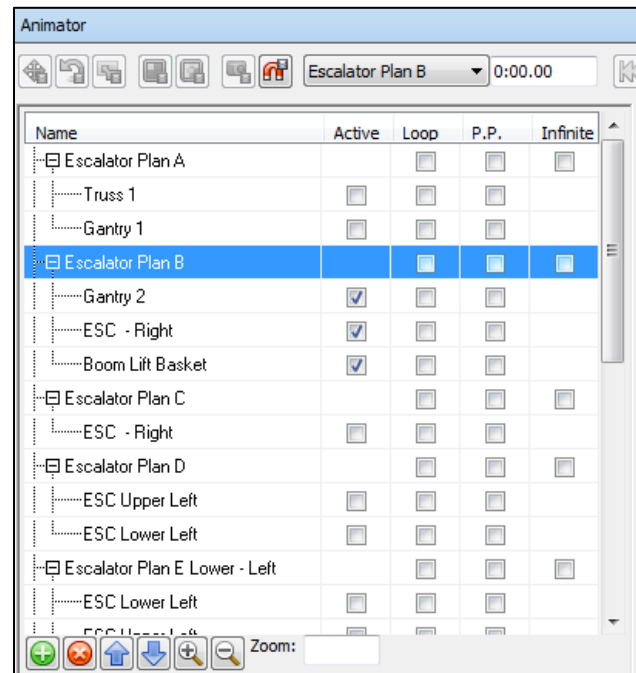 Animator
Escalator Plan B 0:00.00
Name Active Loop P.P. Infinite
Escalator Plan A
Truss 1
Gantry 1
Escalator Plan B
Gantry 2
ESC - Right
Boom Lift Basket
Escalator Plan C
ESC - Right
Escalator Plan D
ESC Upper Left
ESC Lower Left
Escalator Plan E Lower - Left
ESC Lower Left
Zoom: